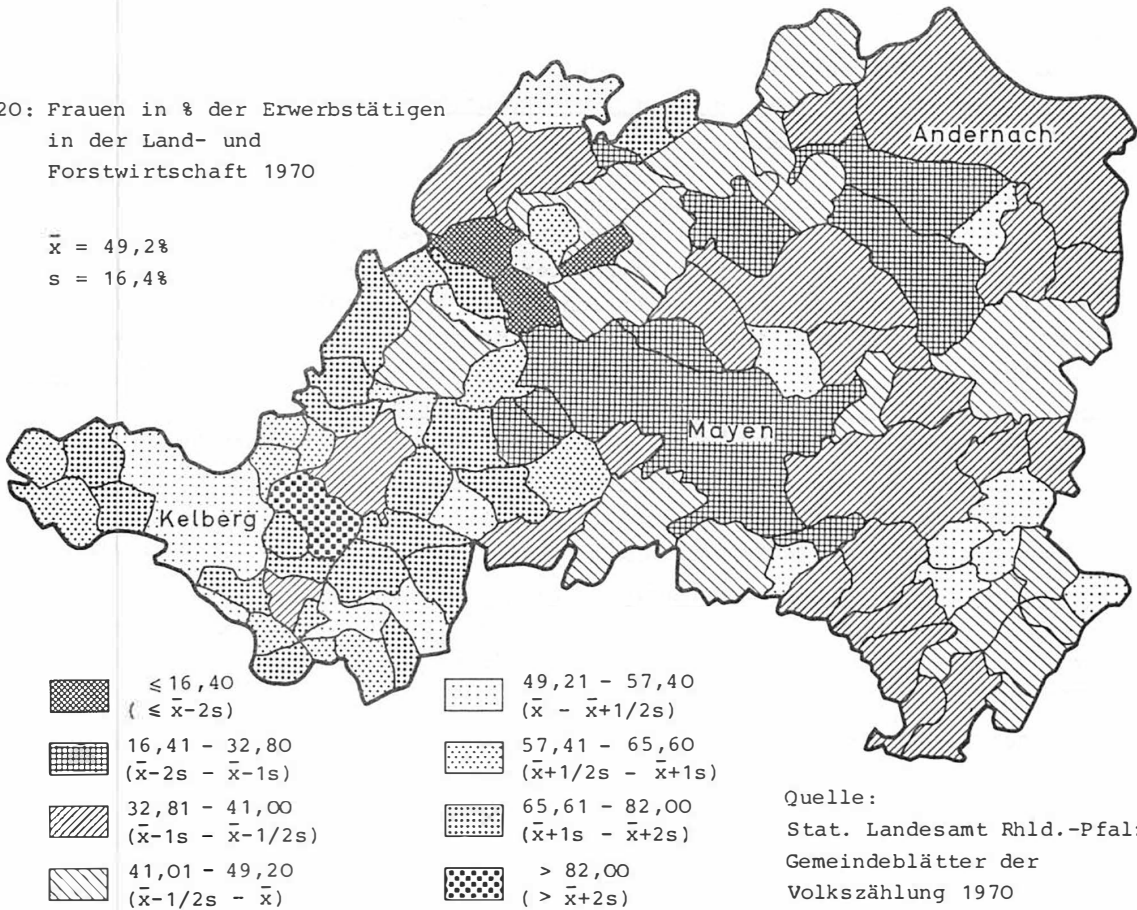 20: Frauen in % der Erwerbstätigen
in der Land- und
Forstwirtschaft 1970
x̄ = 49,2%
s = 16,4%
Andernach
Mayen
Kelberg
≤ 16,40
( ≤ x̄-2s)
16,41 - 32,80
(x̄-2s - x̄-1s)
32,81 - 41,00
(x̄-1s - x̄-1/2s)
41,01 - 49,20
(x̄-1/2s - x̄)
49,21 - 57,40
(x̄ - x̄+1/2s)
57,41 - 65,60
(x̄+1/2s - x̄+1s)
65,61 - 82,00
(x̄+1s - x̄+2s)
> 82,00
( > x̄+2s)
Quelle:
Stat. Landesamt Rhld.-Pfalz
Gemeindeblätter der
Volkszählung 1970